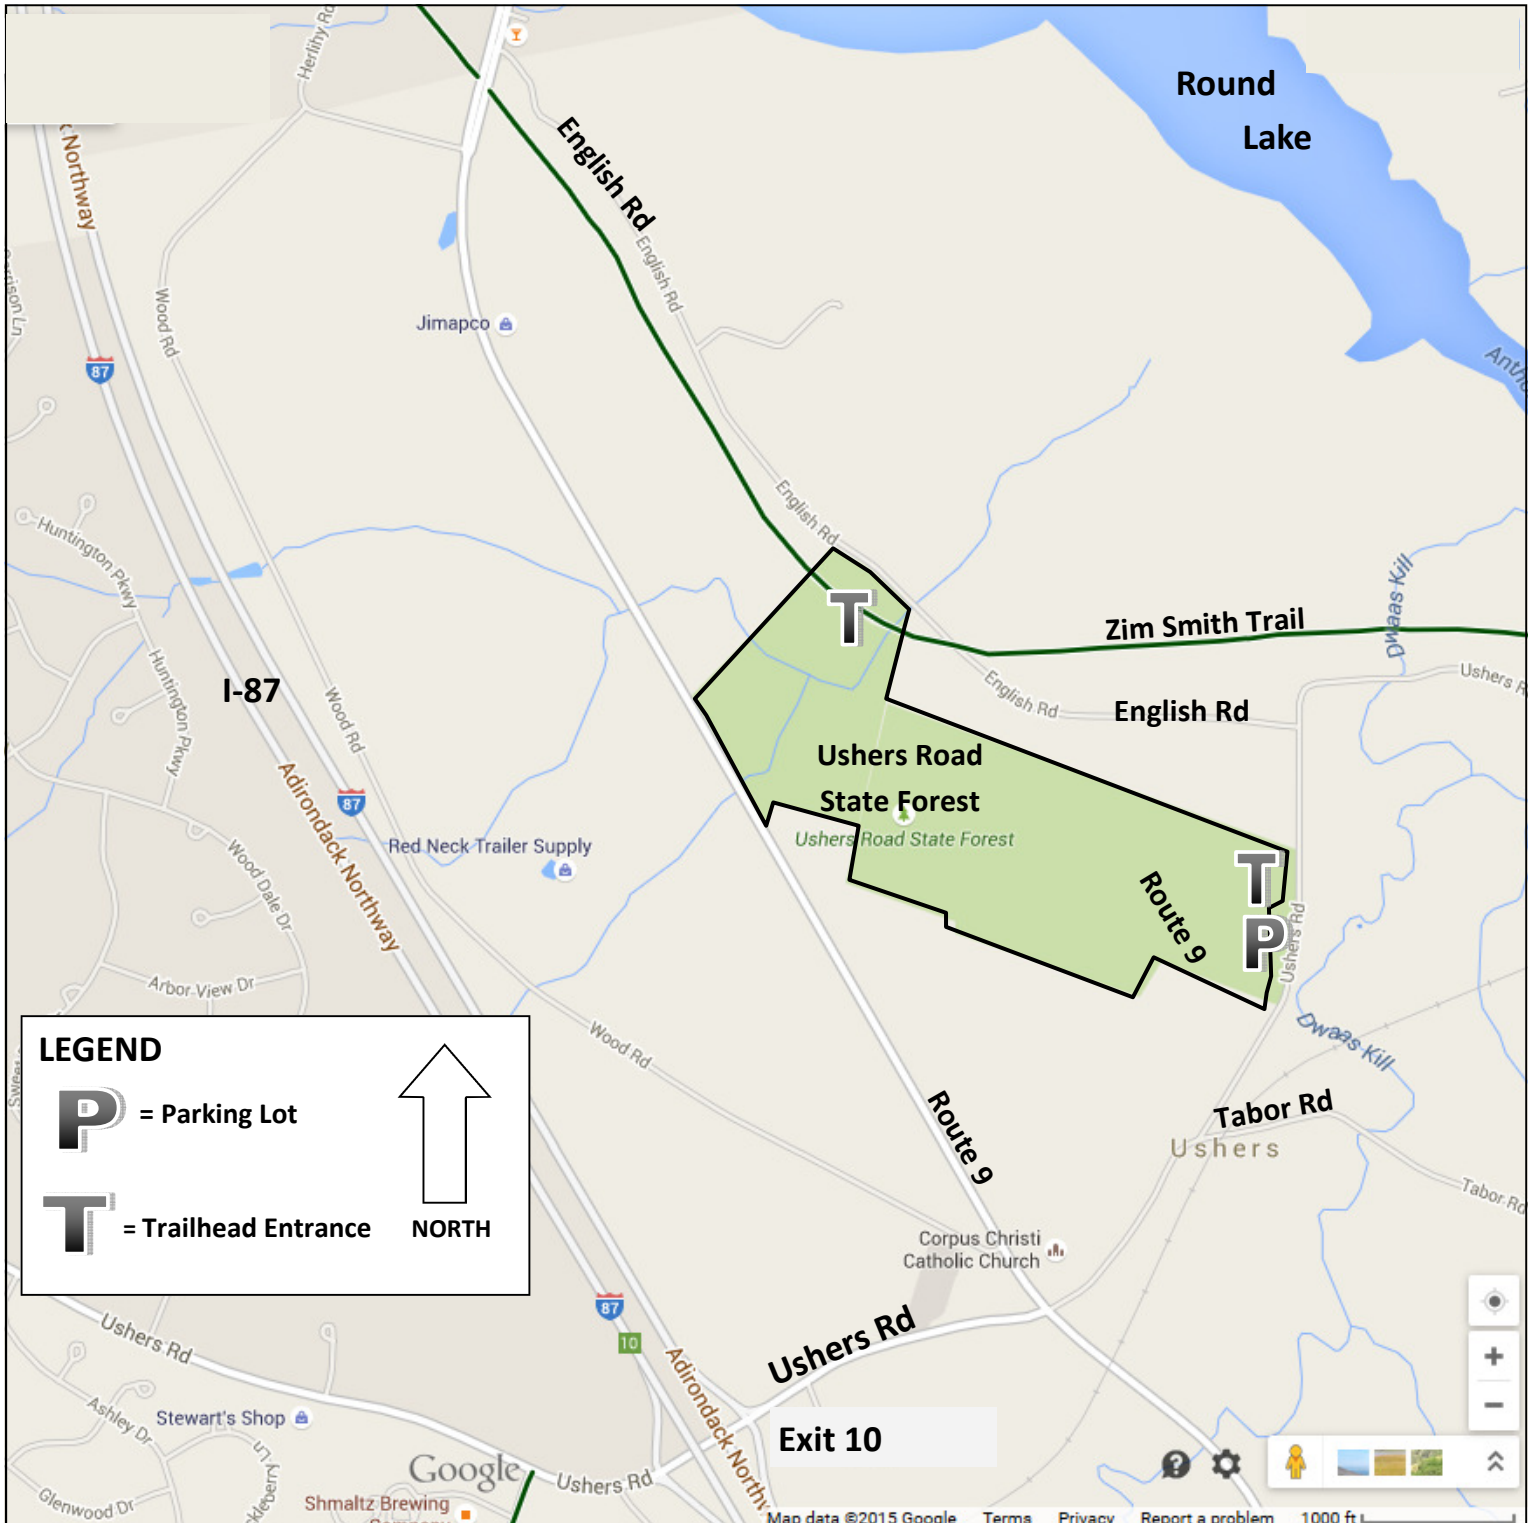 Herlihy Rd
Round
Lake
k Northway
English Rd
English Rd
Wood Rd
Jimapco
87
Huntington Pkwy
English Rd
Dwaas Kill
T
Zim Smith Trail
Huntington Pkwy
I-87
Wood Rd
English Rd
English Rd
Ushers R
Ushers Road
State Forest
Ushers Road State Forest
Adirondack Northway
87
Red Neck Trailer Supply
Wood Dale Dr
T
P
Route 9
Ushers Rd
Arbor View Dr
Wood Rd
Dwaas Kill
LEGEND
P = Parking Lot
T = Trailhead Entrance
NORTH
Route 9
Tabor Rd
Ushers
Tabor Rd
Corpus Christi
Catholic Church
87
10
Ushers Rd
Ushers Rd
Adirondack Northw
Ashley Dr
Stewart's Shop
Exit 10
Google
Ushers Rd
Glenwood Dr
Shmaltz Brewing
Map data ©2015 Google Terms Privacy Report a problem 1000 ft